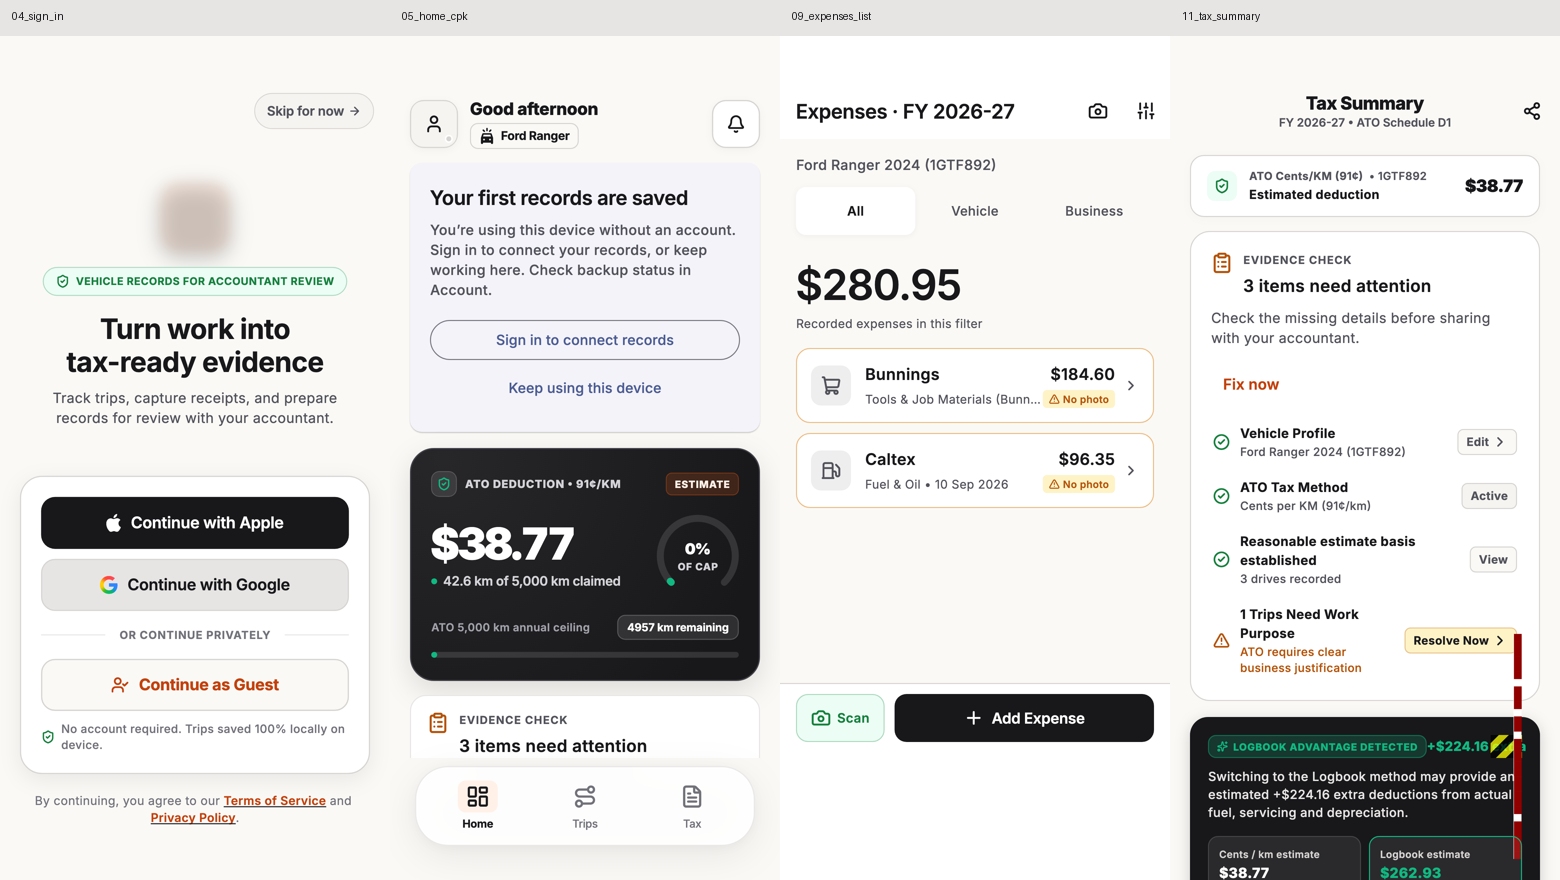 04_sign_in
05_home_cpk
09_expenses_list
11_tax_summary
Skip for now →
VEHICLE RECORDS FOR ACCOUNTANT REVIEW
Turn work into
tax-ready evidence
Track trips, capture receipts, and prepare
records for review with your accountant.
Continue with Apple
Continue with Google
OR CONTINUE PRIVATELY
Continue as Guest
No account required. Trips saved 100% locally on
device.
By continuing, you agree to our Terms of Service and
Privacy Policy.
Good afternoon
Ford Ranger
Your first records are saved
You’re using this device without an account.
Sign in to connect your records, or keep
working here. Check backup status in
Account.
Sign in to connect records
Keep using this device
ATO DEDUCTION • 91¢/KM
ESTIMATE
$38.77
0%
OF CAP
42.6 km of 5,000 km claimed
ATO 5,000 km annual ceiling
4957 km remaining
EVIDENCE CHECK
3 items need attention
Home
Trips
Tax
Expenses · FY 2026-27
Ford Ranger 2024 (1GTF892)
All
Vehicle
Business
$280.95
Recorded expenses in this filter
Bunnings
$184.60
Tools & Job Materials (Bunn...
No photo
Caltex
$96.35
Fuel & Oil • 10 Sep 2026
No photo
Scan
Add Expense
Tax Summary
FY 2026-27 • ATO Schedule D1
ATO Cents/KM (91¢) • 1GTF892
Estimated deduction
$38.77
EVIDENCE CHECK
3 items need attention
Check the missing details before sharing
with your accountant.
Fix now
Vehicle Profile
Ford Ranger 2024 (1GTF892)
Edit
ATO Tax Method
Cents per KM (91¢/km)
Active
Reasonable estimate basis
established
3 drives recorded
View
1 Trips Need Work
Purpose
ATO requires clear
business justification
Resolve Now
LOGBOOK ADVANTAGE DETECTED
+$224.16
Switching to the Logbook method may provide an
estimated +$224.16 extra deductions from actual
fuel, servicing and depreciation.
Cents / km estimate
$38.77
Logbook estimate
$262.93